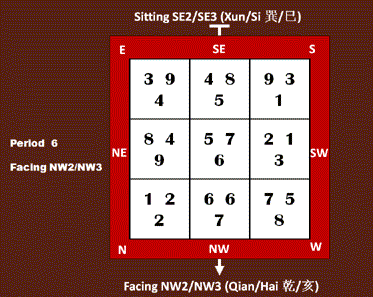 Sitting SE2/SE3 (Xun/Si 巽/巳)
E SE S
3 9 4 8 9 3
4 5 1
Period 6
8 4 5 7 2 1
NE SW
9 6 3
Facing NW2/NW3
1 2 6 6 7 5
2 7 8
N NW W
Facing NW2/NW3 (Qian/Hai 乾/亥)